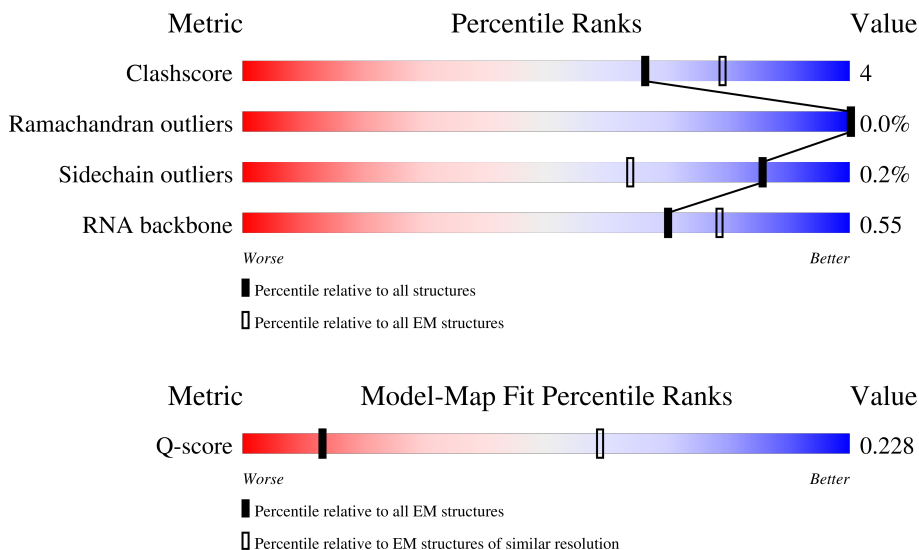 Metric Percentile Ranks Value
Clashscore 4
Ramachandran outliers 0.0%
Sidechain outliers 0.2%
RNA backbone 0.55
Worse Better
Percentile relative to all structures
Percentile relative to all EM structures
Metric Model-Map Fit Percentile Ranks Value
Q-score 0.228
Worse Better
Percentile relative to all EM structures
Percentile relative to EM structures of similar resolution